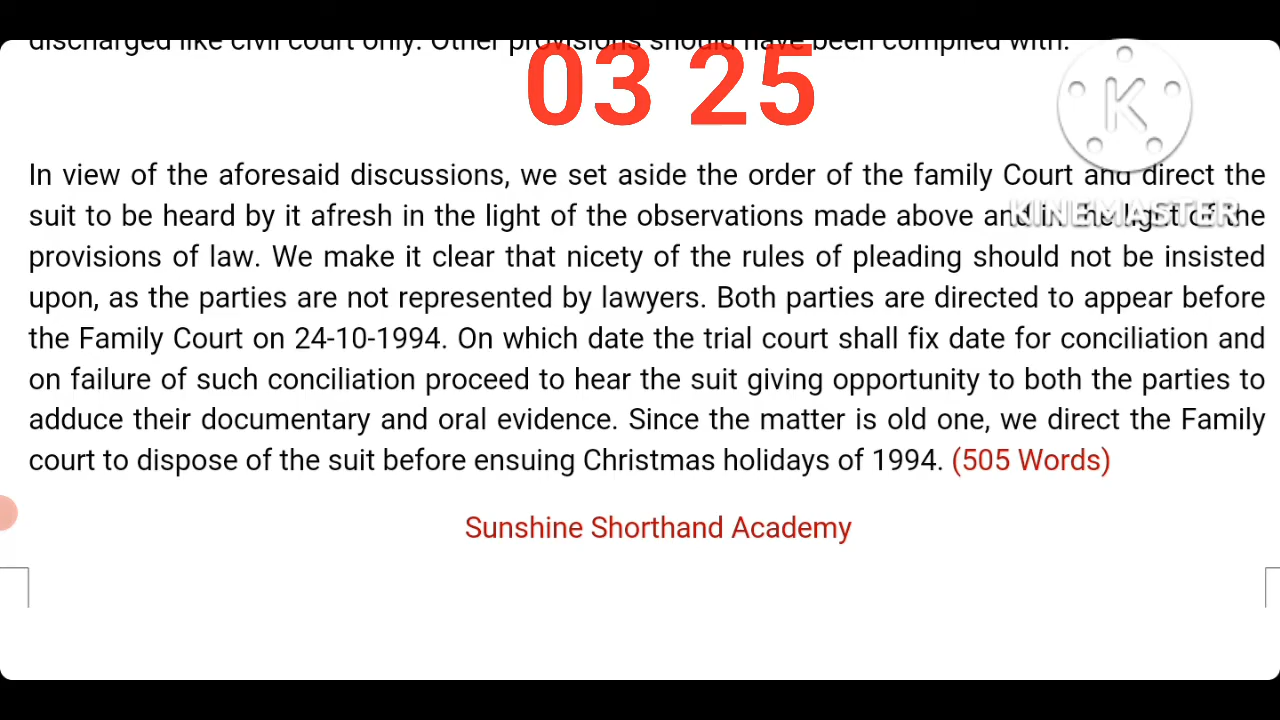 discharged like civil court only. Other provisions should have been complied with.
03 25
In view of the aforesaid discussions, we set aside the order of the family Court and direct the
suit to be heard by it afresh in the light of the observations made above and in the light of the
provisions of law. We make it clear that nicety of the rules of pleading should not be insisted
upon, as the parties are not represented by lawyers. Both parties are directed to appear before
the Family Court on 24-10-1994. On which date the trial court shall fix date for conciliation and
on failure of such conciliation proceed to hear the suit giving opportunity to both the parties to
adduce their documentary and oral evidence. Since the matter is old one, we direct the Family
court to dispose of the suit before ensuing Christmas holidays of 1994. (505 Words)
Sunshine Shorthand Academy
K
KINEMASTER